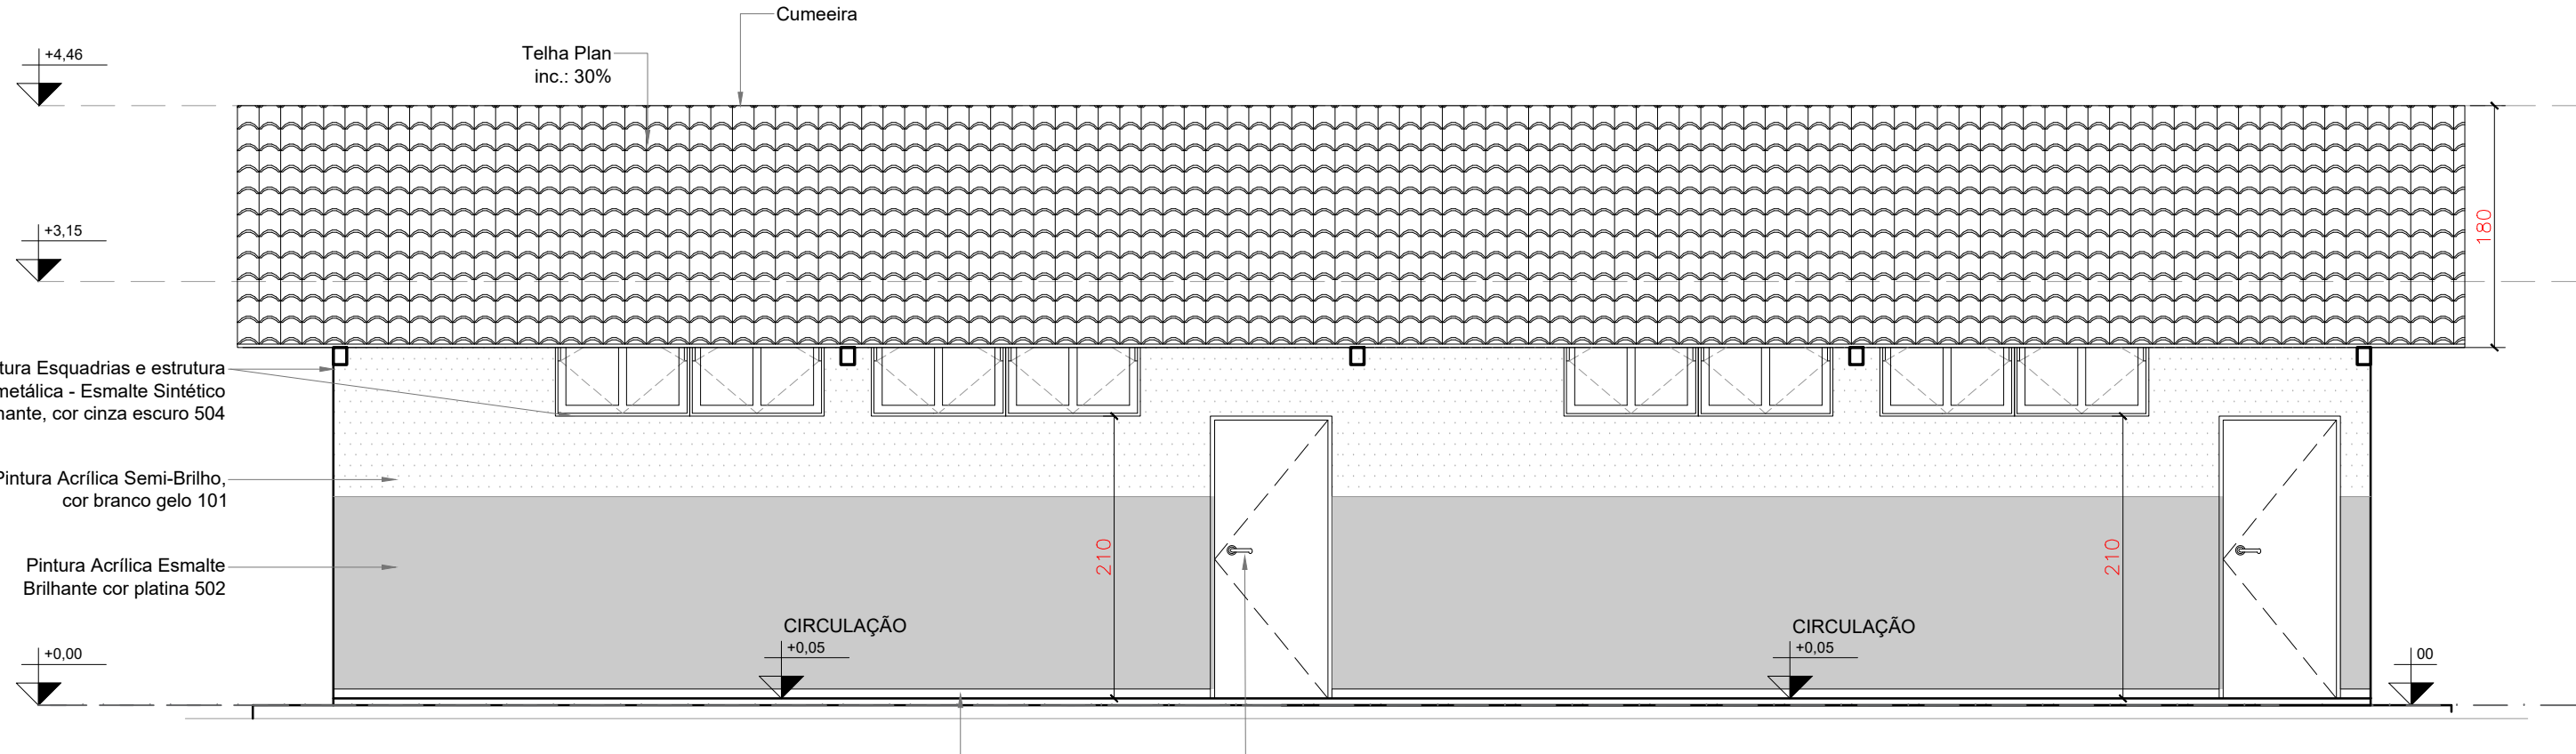 Cumeeira
+4,46
Telha Plan
inc.: 30%
+3,15
180
tura Esquadrias e estrutura
metálica - Esmalte Sintético
hante, cor cinza escuro 504
Pintura Acrílica Semi-Brilho,
cor branco gelo 101
Pintura Acrílica Esmalte
Brilhante cor platina 502
210
210
CIRCULAÇÃO
+0,05
CIRCULAÇÃO
+0,05
+0,00
00